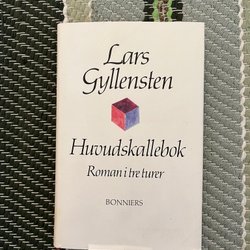 Lars
Gyllensten
Huvudskallebok
Roman i tre turer
BONNIERS